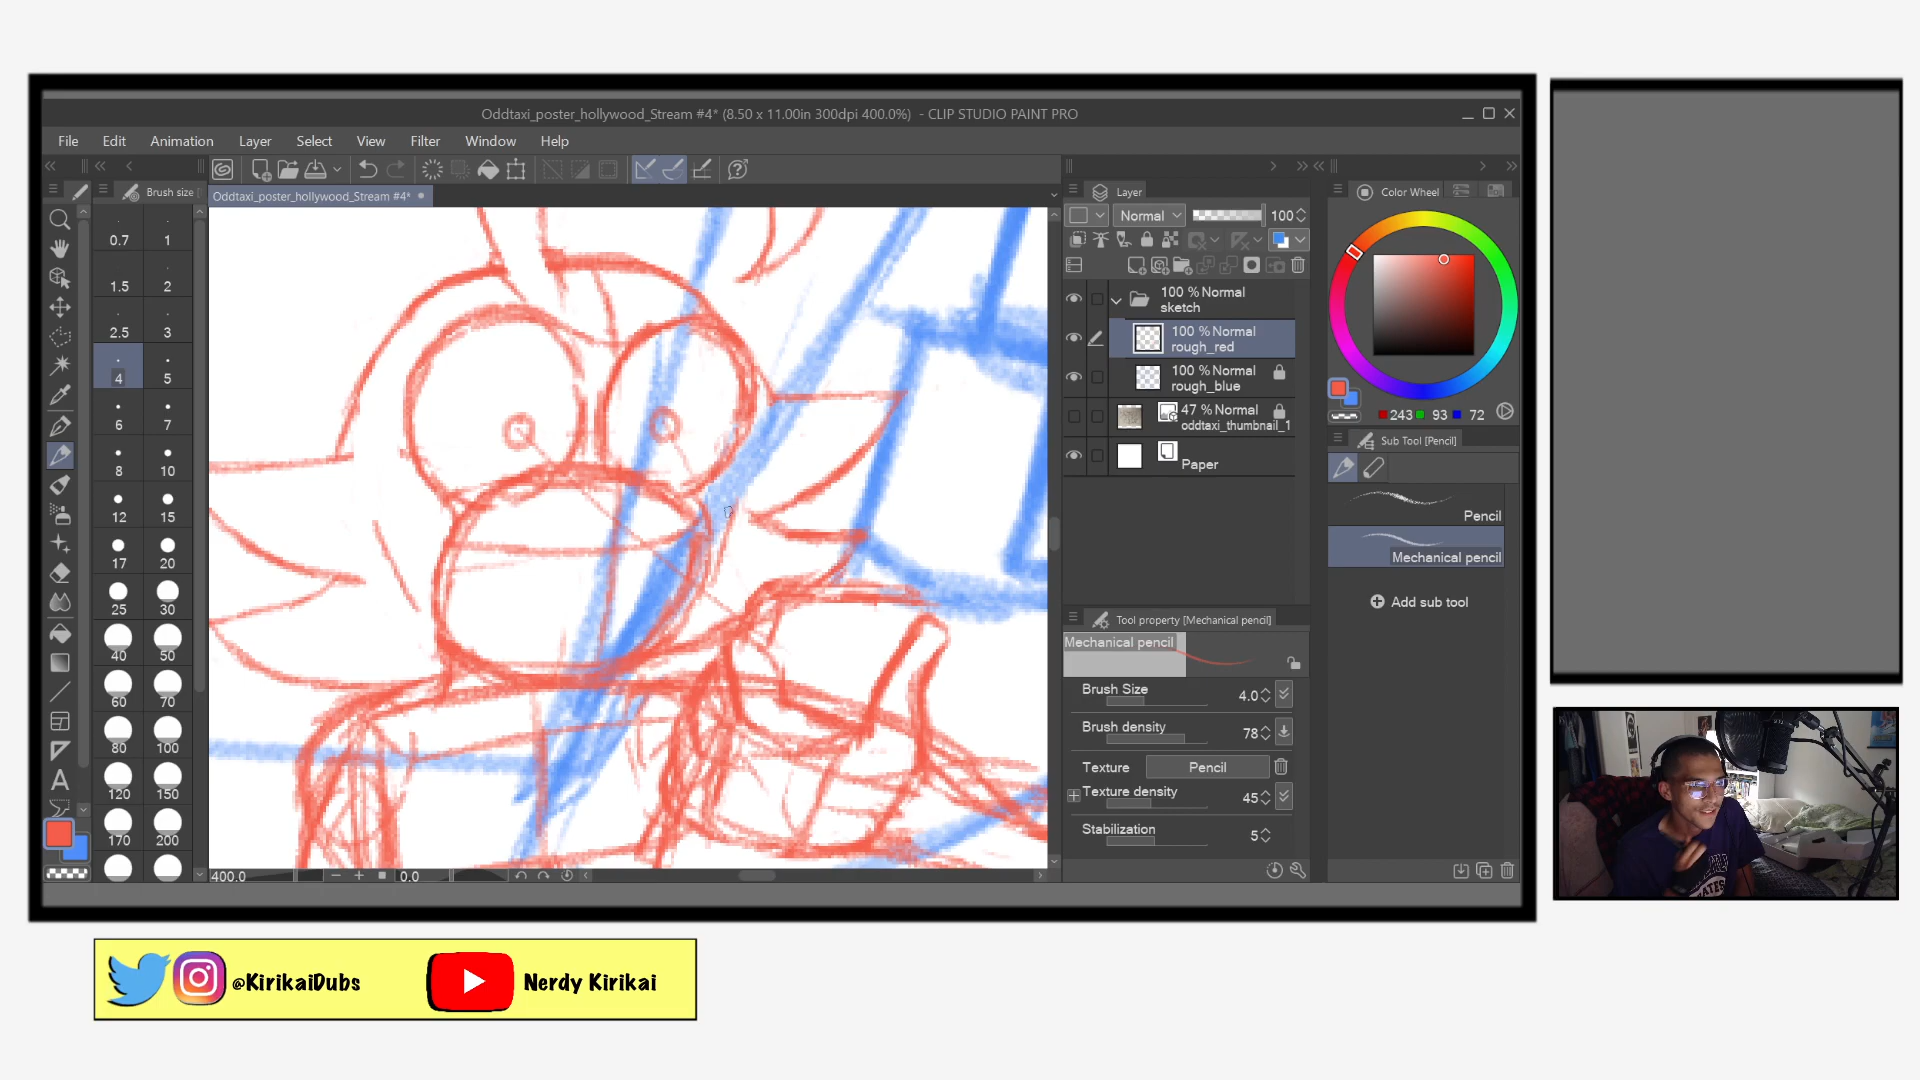 Oddtaxi_poster_hollywood_Stream #4* (8.50 x 11.00in 300dpi 400.0%) - CLIP STUDIO PAINT PRO
File Edit Animation Layer Select View Filter Window Help
Brush size
Oddtaxi_poster_hollywood_Stream #4*
0.7 1
1.5 2
2.5 3
4 5
6 7
8 10
12 15
17 20
25 30
40 50
60 70
80 100
120 150
170 200
400.0 0.0
Layer
Normal 100
100 % Normal
sketch
100 % Normal
rough_red
100 % Normal
rough_blue
47 % Normal
oddtaxi_thumbnail_1
Paper
Tool property [Mechanical pencil]
Mechanical pencil
Brush Size 4.0
Brush density 78
Texture Pencil
Texture density 45
Stabilization 5
Color Wheel
243 93 72
Sub Tool [Pencil]
Pencil
Mechanical pencil
Add sub tool
@KirikaiDubs
Nerdy Kirikai